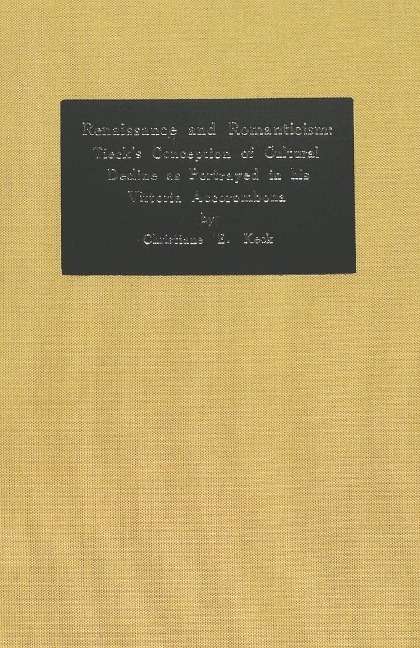 Renaissance and Romanticism:
Tieck's Conception of Cultural
Decline as Portrayed in his
Vittoria Accorombona
by
Christiane E. Keck